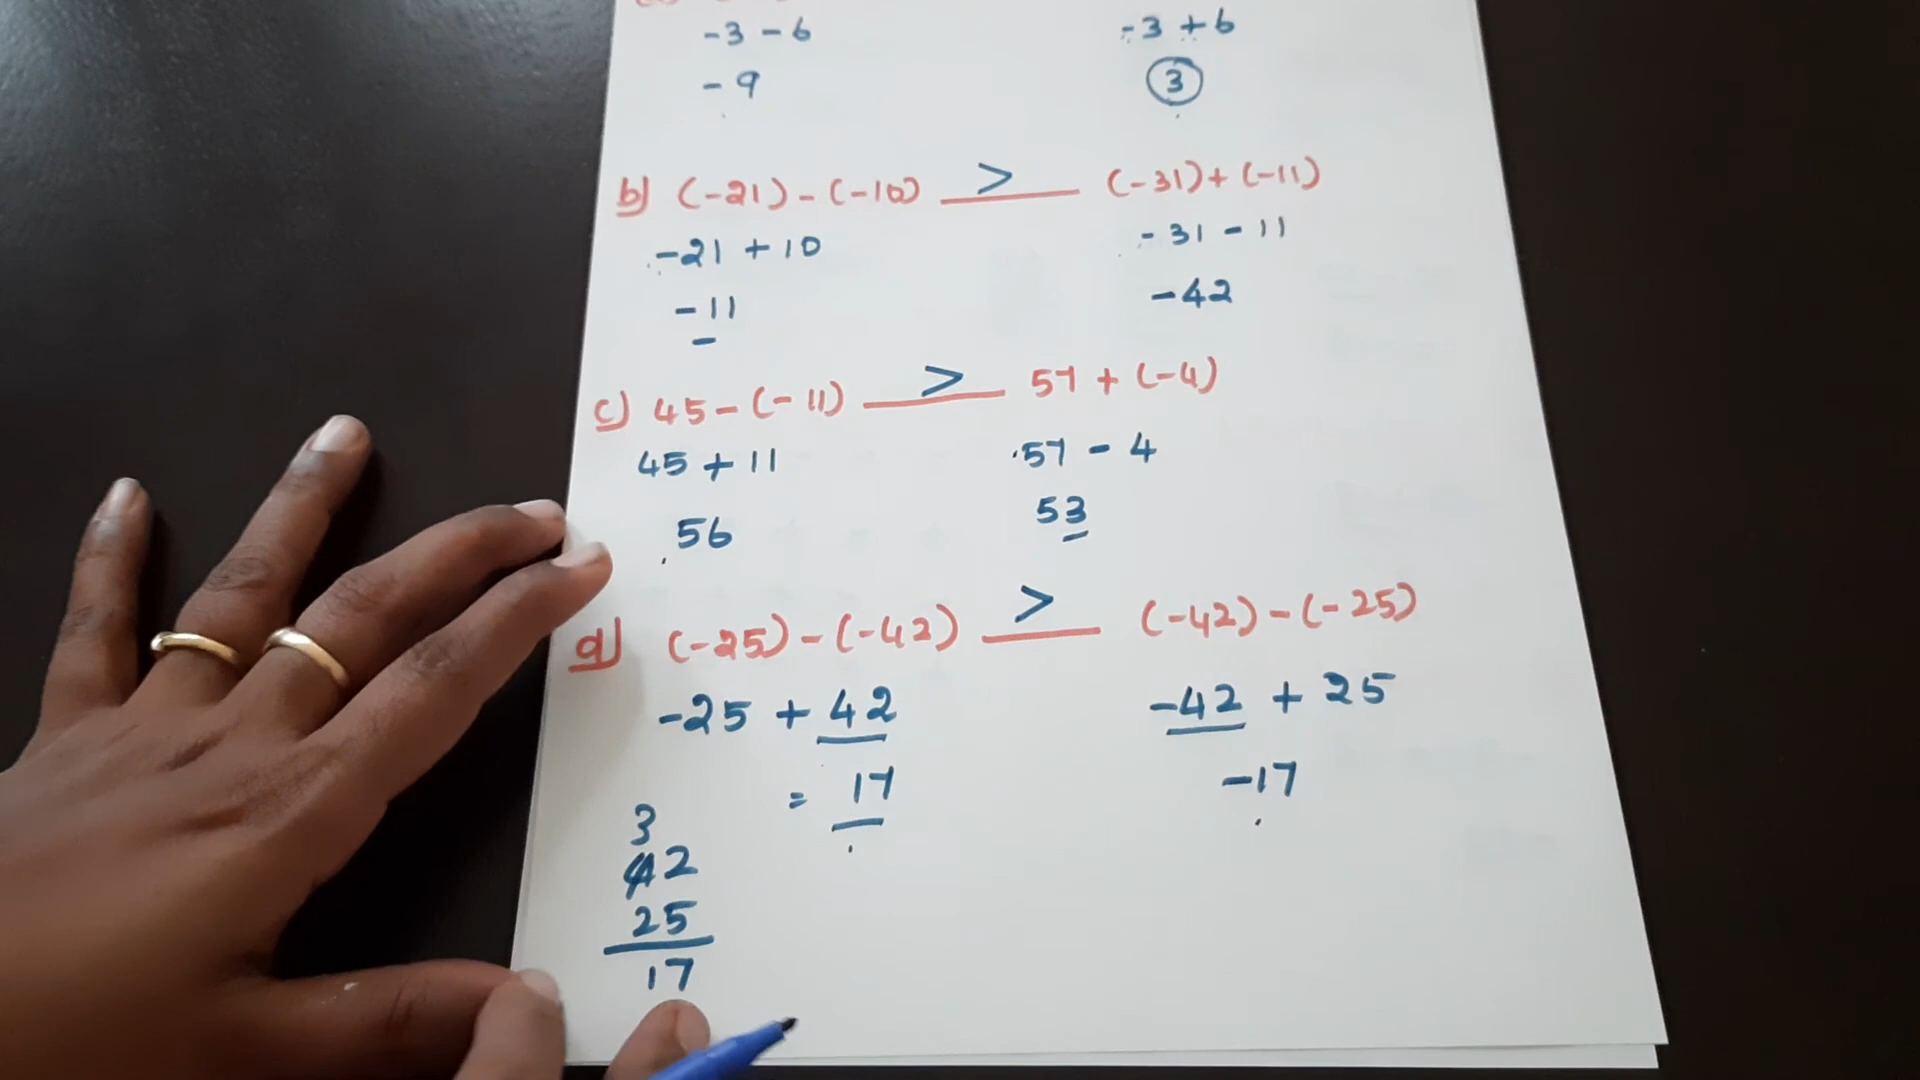 -3 - 6 -3 + 6
-9 3
b) (-21) - (-10) > (-31) + (-11)
-21 + 10 -31 - 11
-11 -42
c) 45 - (-11) > 57 + (-4)
45 + 11 57 - 4
56 53
d) (-25) - (-42) > (-42) - (-25)
-25 + 42 -42 + 25
= 17 -17
3
42
25
17